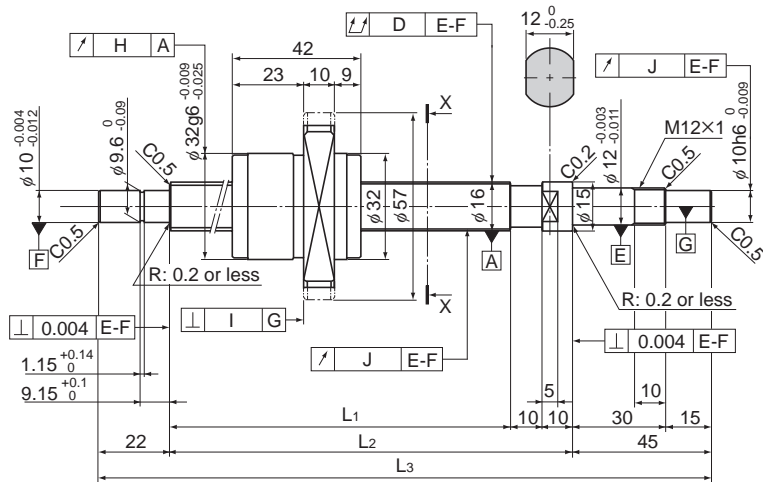 12 0 -0.25
↗ H A
42
⌰ D E-F
↗ J E-F
23 10 9
X
φ10 -0.004 -0.012
φ9.6 0 -0.09
C0.5
φ32g6 -0.009 -0.025
φ32
φ57
φ16
C0.2
φ15
φ12 -0.003 -0.011
M12×1
C0.5
φ10h6 0 -0.009
F
C0.5
A
E
G
C0.5
R: 0.2 or less
X
R: 0.2 or less
⊥ 0.004 E-F
⊥ I G
⊥ 0.004 E-F
1.15 +0.14 0
↗ J E-F
9.15 +0.1 0
5
10
L1
10 10 30 15
22 L2 45
L3